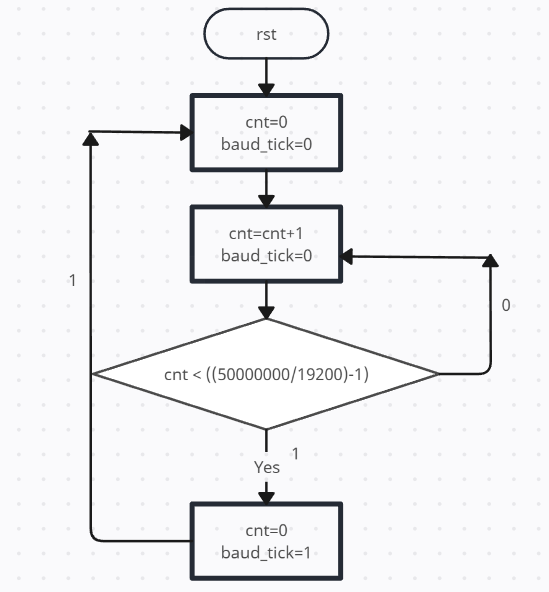 rst
cnt=0
baud_tick=0
cnt=cnt+1
baud_tick=0
1
0
cnt < ((50000000/19200)-1)
1
Yes
cnt=0
baud_tick=1